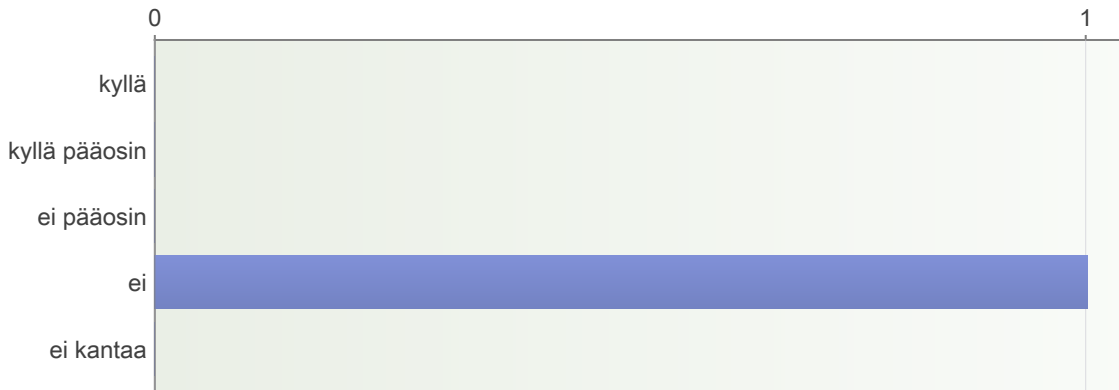 0 1
kyllä
kyllä pääosin
ei pääosin
ei
ei kantaa